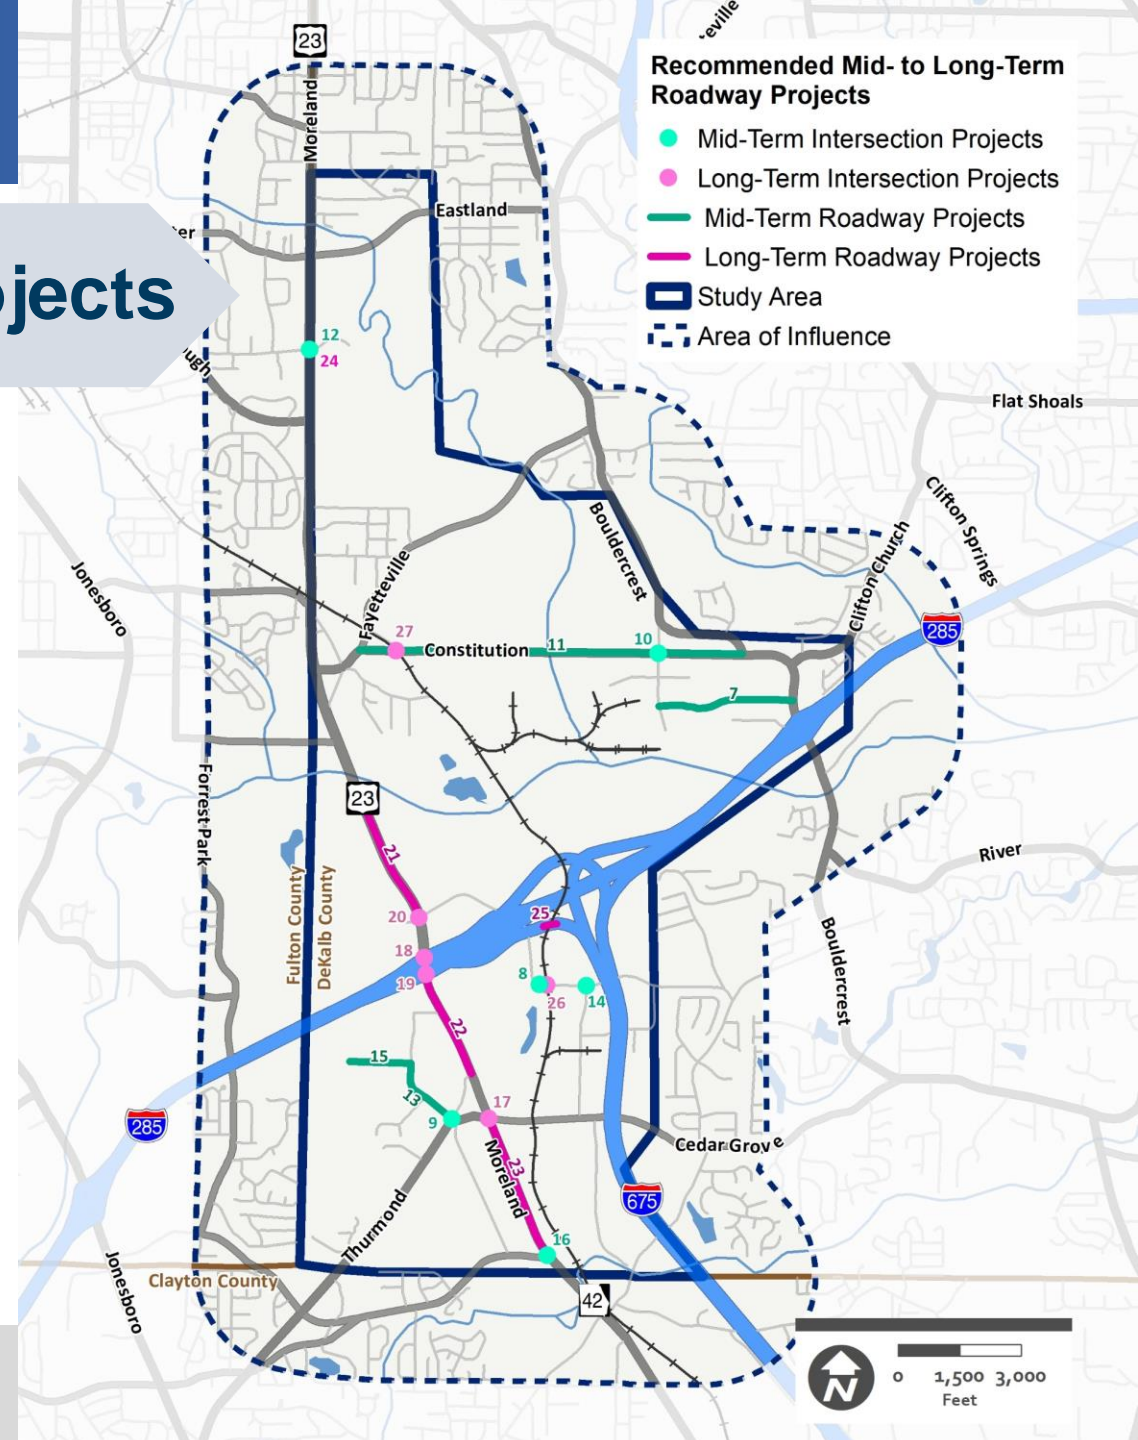 23
eville
Moreland
Recommended Mid- to Long-Term
Roadway Projects
Mid-Term Intersection Projects
Long-Term Intersection Projects
Mid-Term Roadway Projects
Long-Term Roadway Projects
Study Area
Area of Influence
Eastland
ter
ojects
12
24
ough
Flat Shoals
Clifton Springs
Bouldercrest
Clifton Church
Jonesboro
Fayetteville
285
27
Constitution
11
10
7
Forrest Park
23
21
River
Fulton County
DeKalb County
20
25
18
19
8
26
14
Bouldercrest
22
15
13
9
17
285
Cedar Grove
Moreland
23
675
Thurmond
16
Jonesboro
Clayton County
42
N
0 1,500 3,000
Feet